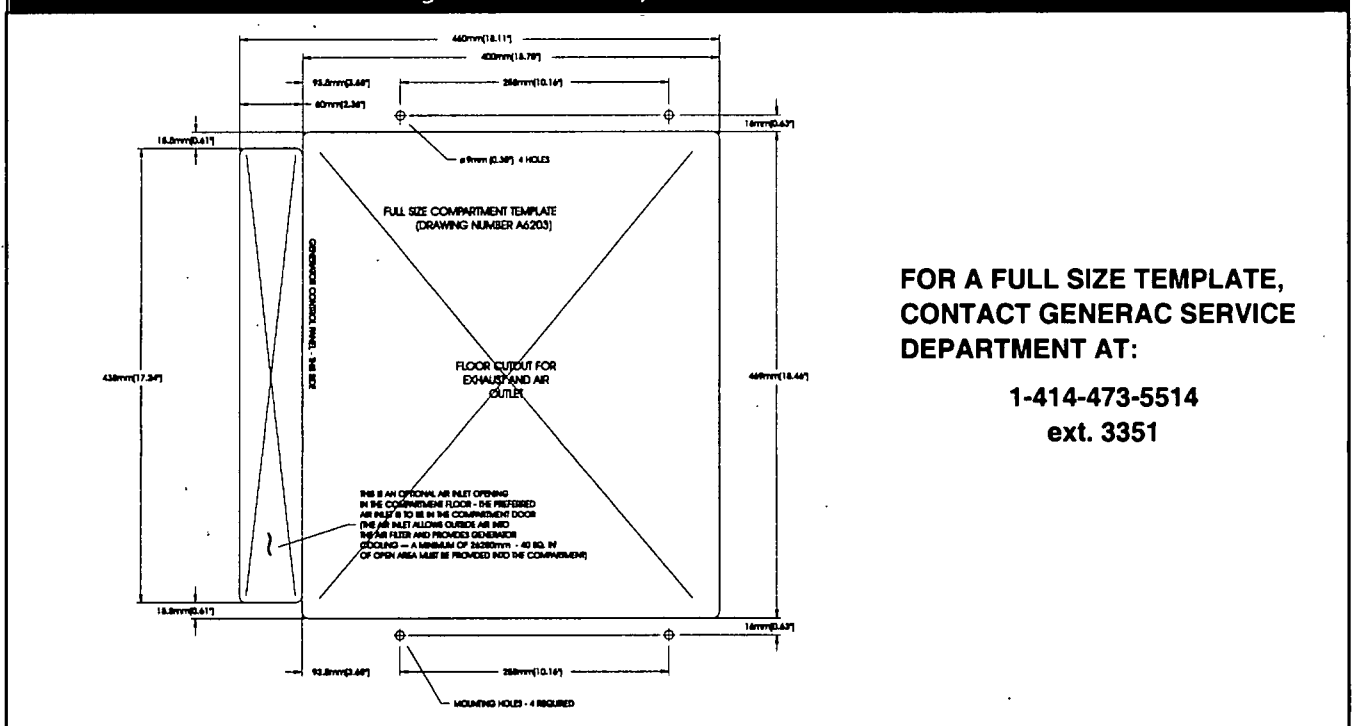 460mm(18.11")
400mm(15.75")
93.5mm(3.68")
258mm(10.16")
60mm(2.36")
16mm(0.63")
15.5mm(0.61")
ø9mm (0.35") 4 HOLES
FULL SIZE COMPARTMENT TEMPLATE
(DRAWING NUMBER A6203)
GENERATOR CONTROL PANEL - THIS SIDE
FLOOR CUTOUT FOR
EXHAUST AND AIR
OUTLET
438mm(17.24")
469mm(18.46")
FOR A FULL SIZE TEMPLATE,
CONTACT GENERAC SERVICE
DEPARTMENT AT:
1-414-473-5514
ext. 3351
THIS IS AN OPTIONAL AIR INLET OPENING
IN THE COMPARTMENT FLOOR - THE PREFERRED
AIR INLET IS TO BE IN THE COMPARTMENT DOOR
(THE AIR INLET ALLOWS OUTSIDE AIR INTO
THE AIR FILTER AND PROVIDES GENERATOR
COOLING — A MINIMUM OF 26280mm - 40 SQ. IN
OF OPEN AREA MUST BE PROVIDED INTO THE COMPARTMENT)
15.5mm(0.61")
16mm(0.63")
93.5mm(3.68")
258mm(10.16")
MOUNTING HOLES - 4 REQUIRED